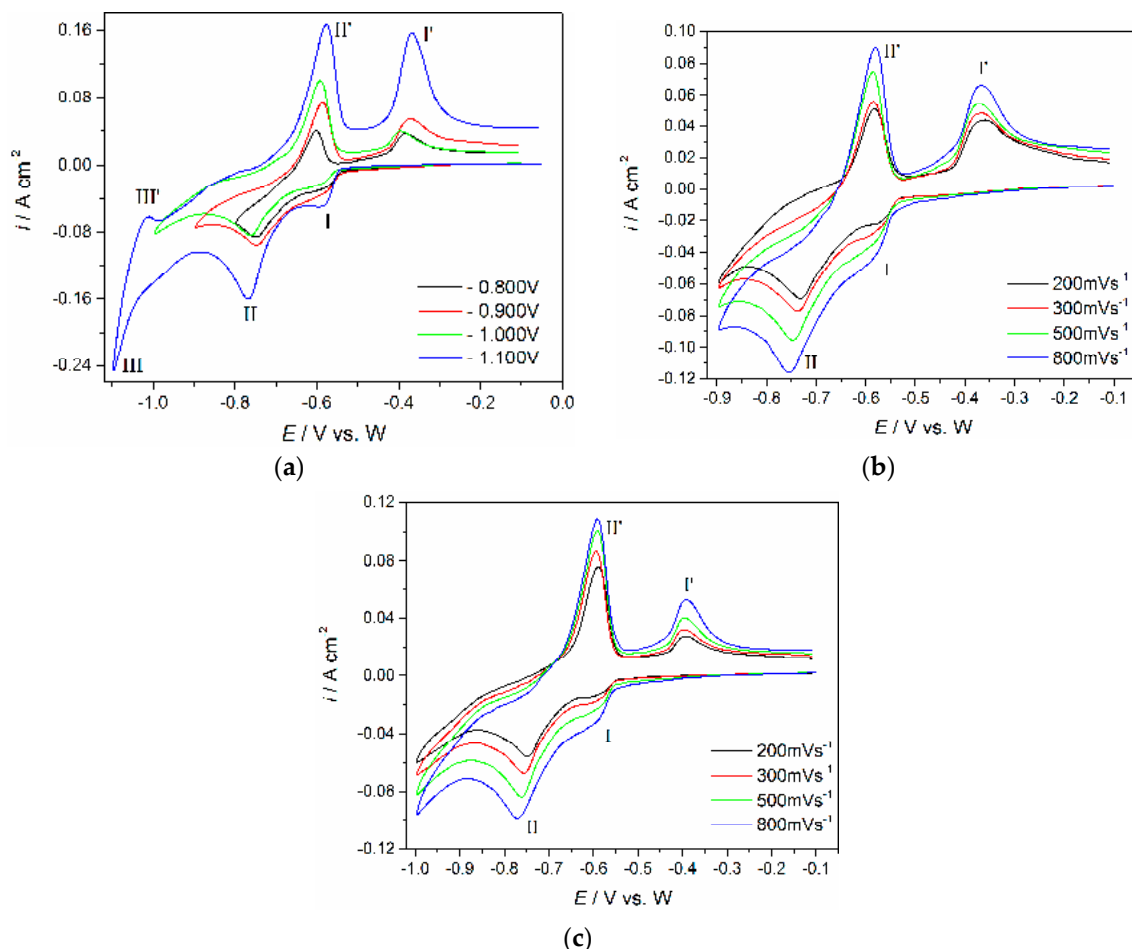 0.16
0.08
0.00
-0.08
-0.16
-0.24
i / A cm-2
II'
I'
III'
I
II
III
- 0.800V
- 0.900V
- 1.000V
- 1.100V
-1.0 -0.8 -0.6 -0.4 -0.2 0.0
E / V vs. W
(a)
0.10
0.08
0.06
0.04
0.02
0.00
-0.02
-0.04
-0.06
-0.08
-0.10
-0.12
i / A cm-2
II'
I'
I
II
200mVs-1
300mVs-1
500mVs-1
800mVs-1
-0.9 -0.8 -0.7 -0.6 -0.5 -0.4 -0.3 -0.2 -0.1
E / V vs. W
(b)
0.12
0.08
0.04
0.00
-0.04
-0.08
-0.12
i / A cm-2
II'
I'
I
II
200mVs-1
300mVs-1
500mVs-1
800mVs-1
-1.0 -0.9 -0.8 -0.7 -0.6 -0.5 -0.4 -0.3 -0.2 -0.1
E / V vs. W
(c)